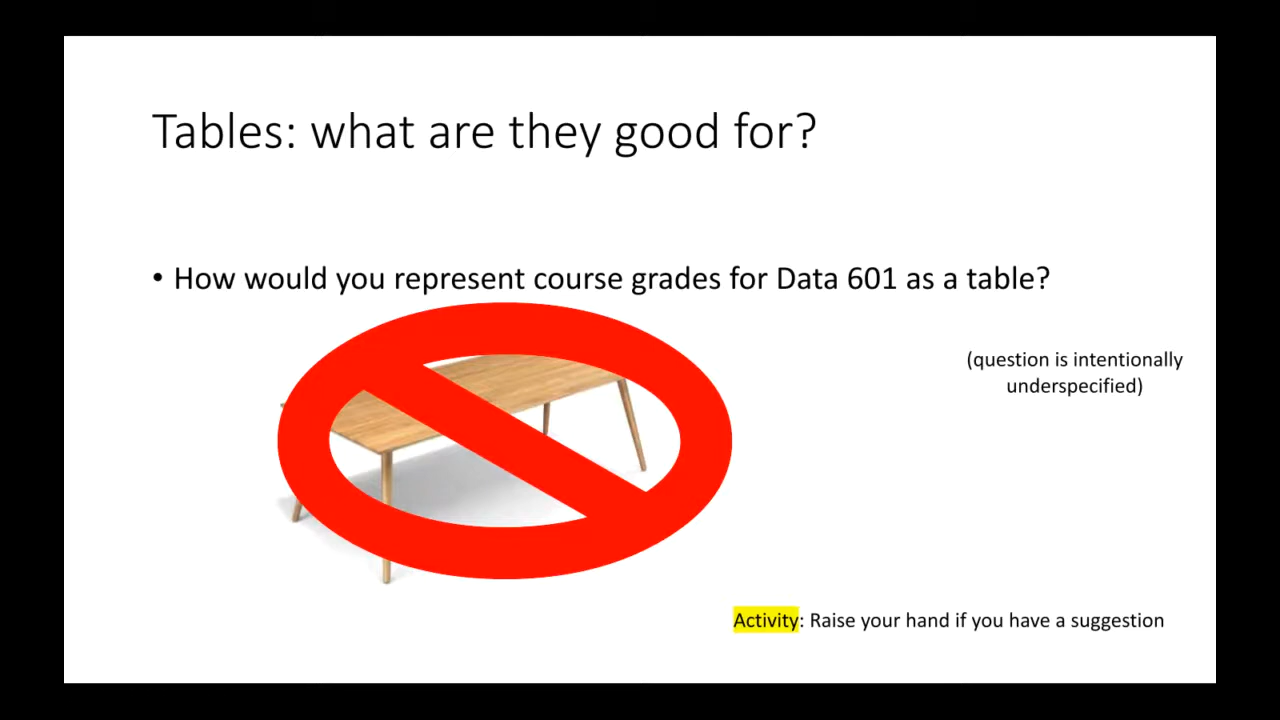 Tables: what are they good for?
• How would you represent course grades for Data 601 as a table?
(question is intentionally
underspecified)
Activity: Raise your hand if you have a suggestion